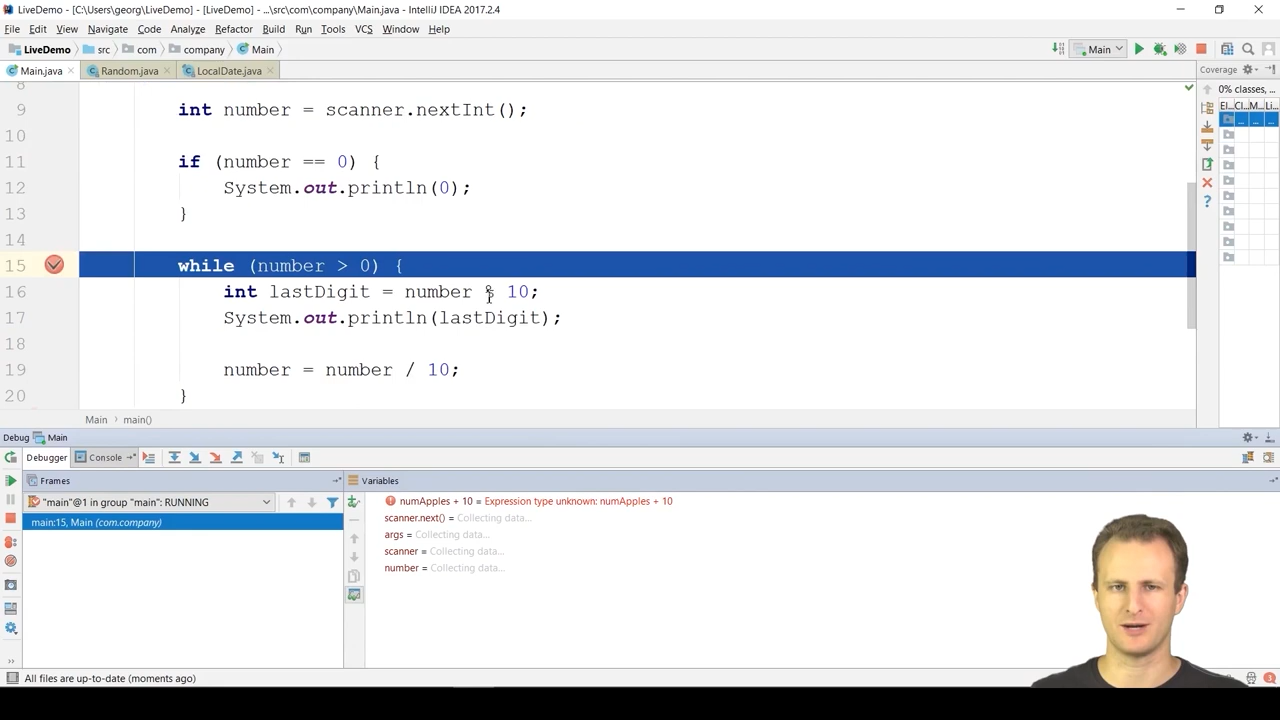 LiveDemo - [C:\Users\georg\LiveDemo] - [LiveDemo] - ...\src\com\company\Main.java - IntelliJ IDEA 2017.2.4
File Edit View Navigate Code Analyze Refactor Build Run Tools VCS Window Help
LiveDemo src com company Main Main
Main.java Random.java LocalDate.java Coverage
0% classes, ...
8
9 int number = scanner.nextInt();
10
11 if (number == 0) {
12 System.out.println(0);
13 }
14
15 while (number > 0) {
16 int lastDigit = number % 10;
17 System.out.println(lastDigit);
18
19 number = number / 10;
20 }
Main main()
Debug Main
Debugger Console
Frames Variables
"main"@1 in group "main": RUNNING
main:15, Main (com.company)
numApples + 10 = Expression type unknown: numApples + 10
scanner.next() = Collecting data...
args = Collecting data...
scanner = Collecting data...
number = Collecting data...
All files are up-to-date (moments ago)